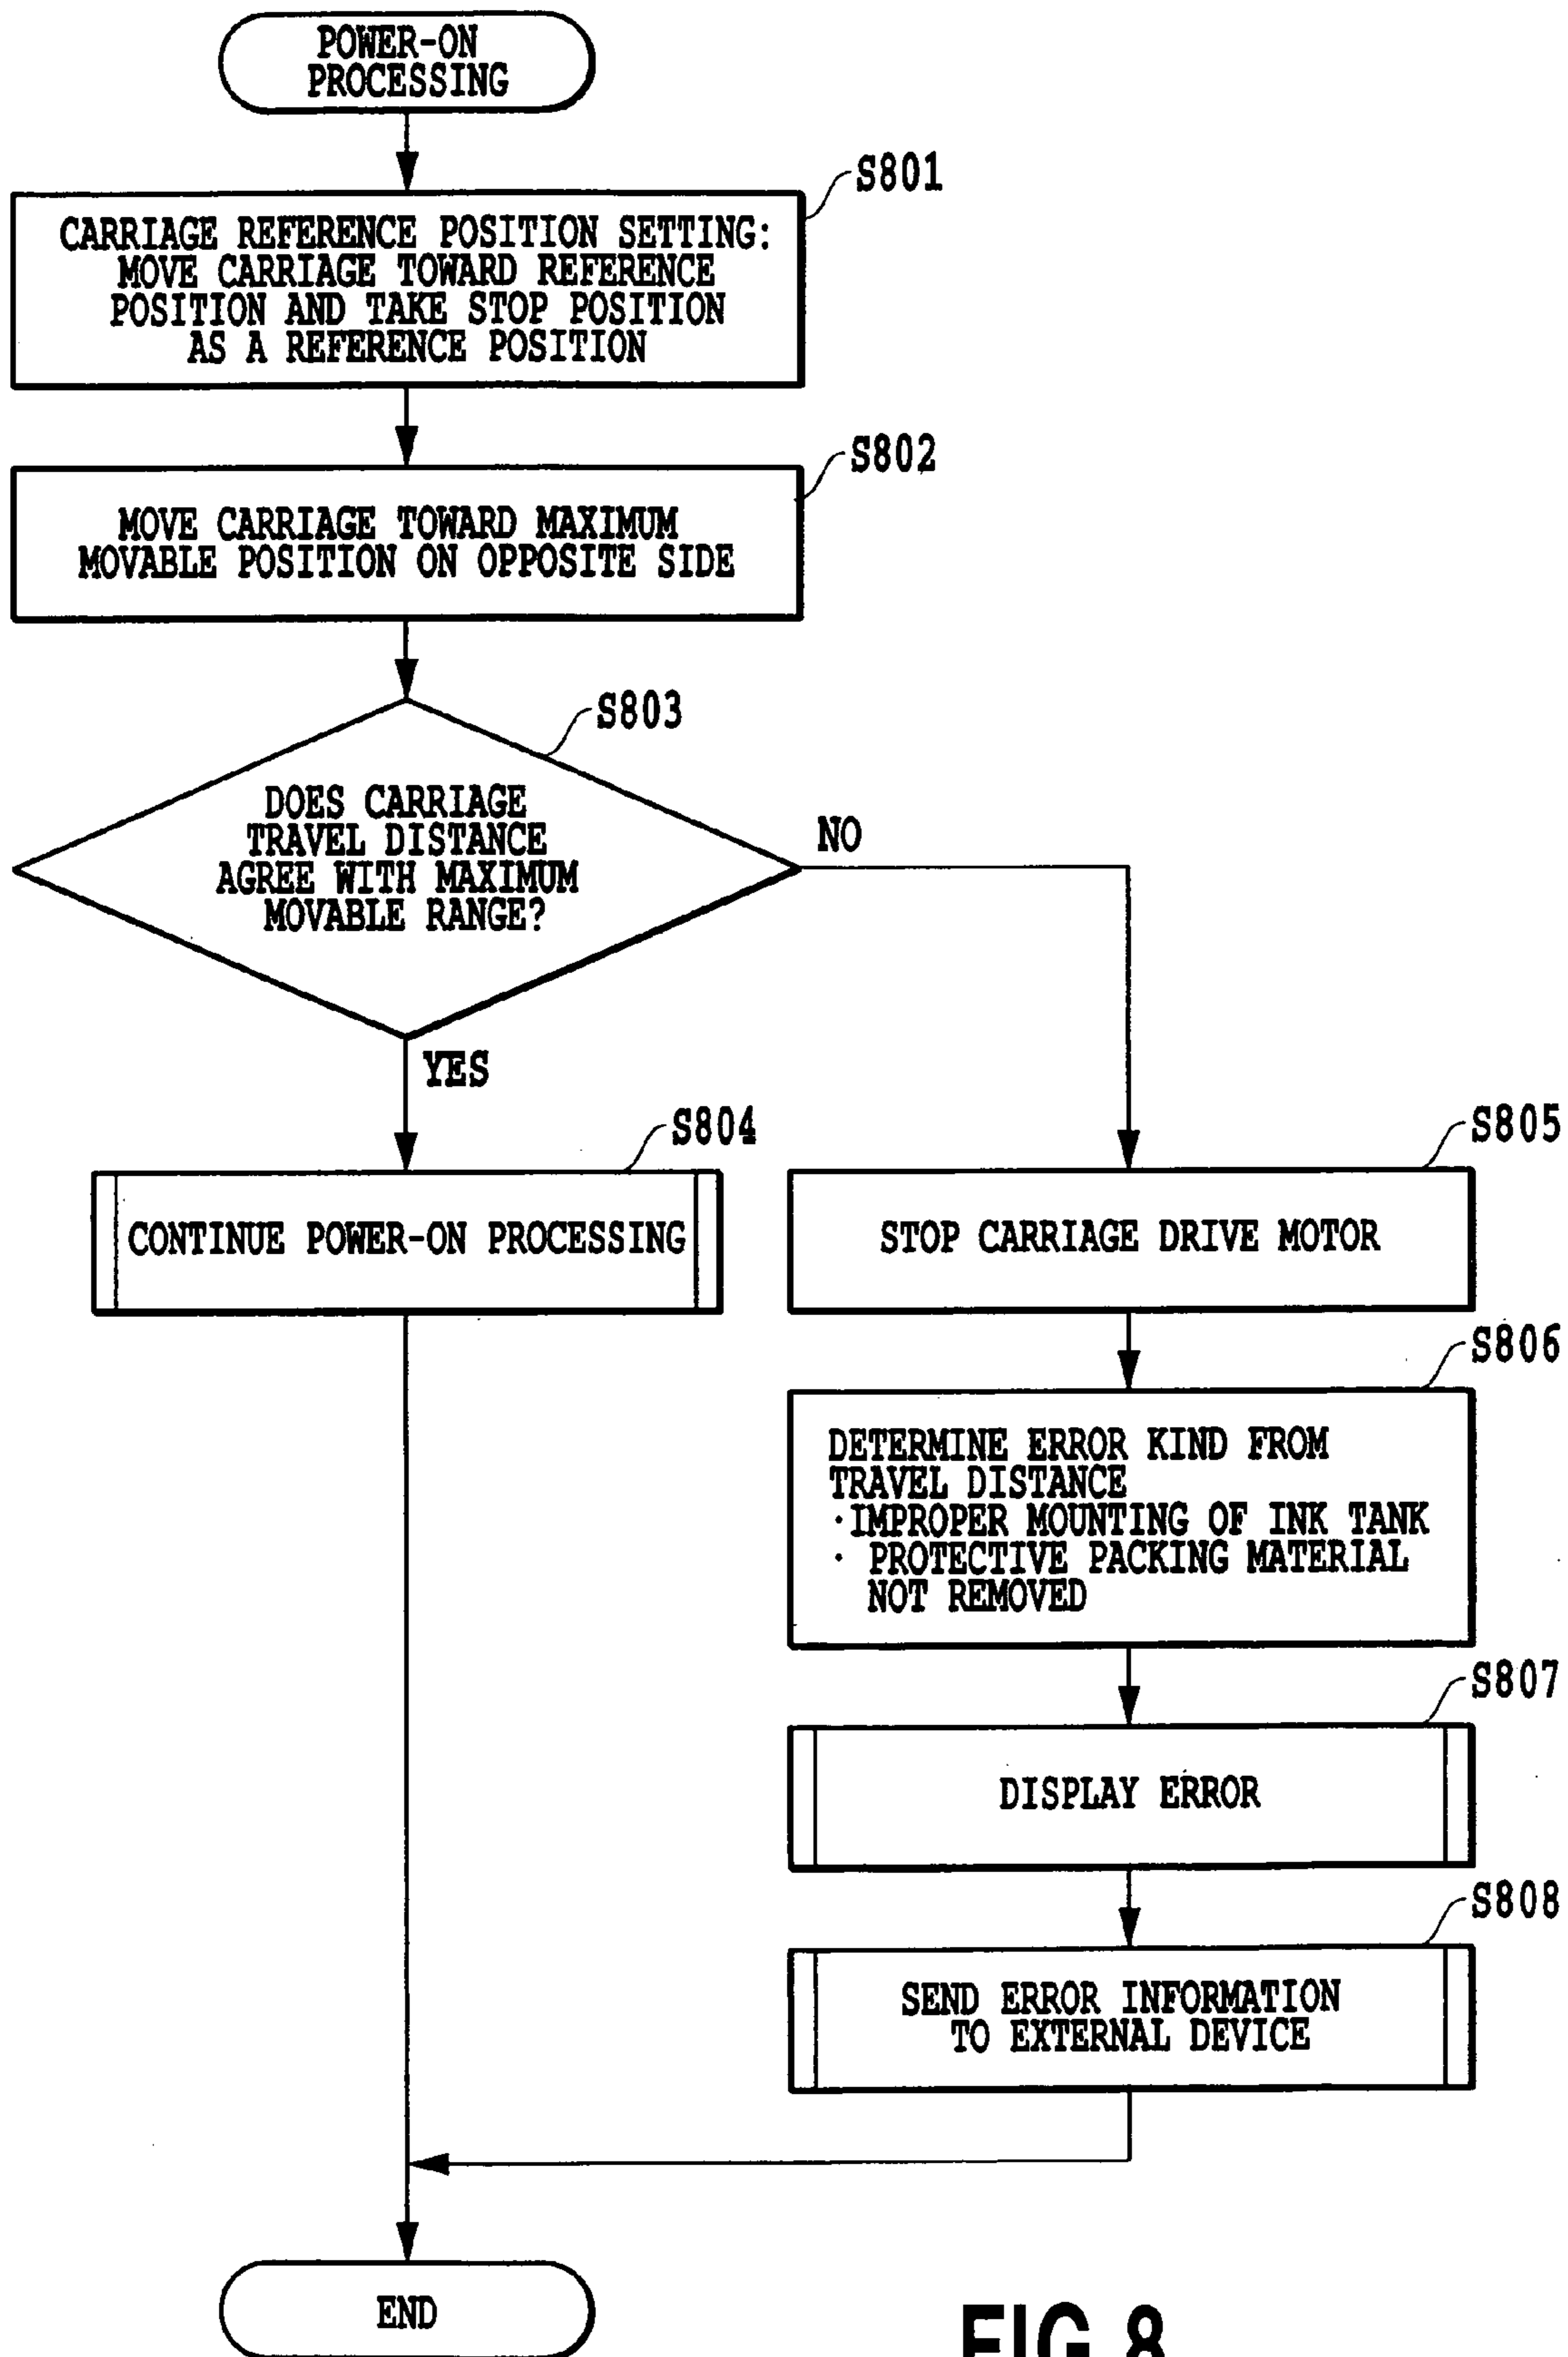 POWER-ON
PROCESSING
S801
CARRIAGE REFERENCE POSITION SETTING:
MOVE CARRIAGE TOWARD REFERENCE
POSITION AND TAKE STOP POSITION
AS A REFERENCE POSITION
S802
MOVE CARRIAGE TOWARD MAXIMUM
MOVABLE POSITION ON OPPOSITE SIDE
S803
DOES CARRIAGE
TRAVEL DISTANCE
AGREE WITH MAXIMUM
MOVABLE RANGE?
NO
YES
S804
CONTINUE POWER-ON PROCESSING
S805
STOP CARRIAGE DRIVE MOTOR
S806
DETERMINE ERROR KIND FROM
TRAVEL DISTANCE
·IMPROPER MOUNTING OF INK TANK
· PROTECTIVE PACKING MATERIAL
NOT REMOVED
S807
DISPLAY ERROR
S808
SEND ERROR INFORMATION
TO EXTERNAL DEVICE
END
FIG.8